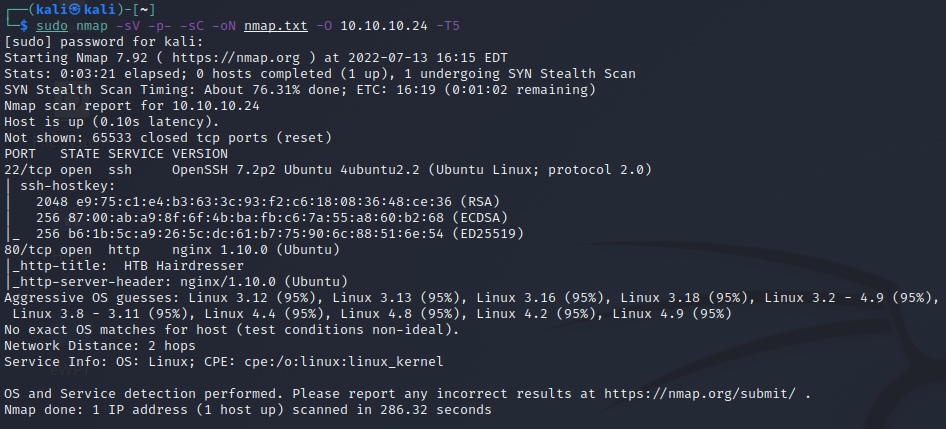 ┌──(kali㉿kali)-[~]
└─$ sudo nmap -sV -p- -sC -oN nmap.txt -O 10.10.10.24 -T5
[sudo] password for kali:
Starting Nmap 7.92 ( https://nmap.org ) at 2022-07-13 16:15 EDT
Stats: 0:03:21 elapsed; 0 hosts completed (1 up), 1 undergoing SYN Stealth Scan
SYN Stealth Scan Timing: About 76.31% done; ETC: 16:19 (0:01:02 remaining)
Nmap scan report for 10.10.10.24
Host is up (0.10s latency).
Not shown: 65533 closed tcp ports (reset)
PORT   STATE SERVICE VERSION
22/tcp open  ssh     OpenSSH 7.2p2 Ubuntu 4ubuntu2.2 (Ubuntu Linux; protocol 2.0)
| ssh-hostkey:
|   2048 e9:75:c1:e4:b3:63:3c:93:f2:c6:18:08:36:48:ce:36 (RSA)
|   256 87:00:ab:a9:8f:6f:4b:ba:fb:c6:7a:55:a8:60:b2:68 (ECDSA)
|_  256 b6:1b:5c:a9:26:5c:dc:61:b7:75:90:6c:88:51:6e:54 (ED25519)
80/tcp open  http    nginx 1.10.0 (Ubuntu)
|_http-title:  HTB Hairdresser
|_http-server-header: nginx/1.10.0 (Ubuntu)
Aggressive OS guesses: Linux 3.12 (95%), Linux 3.13 (95%), Linux 3.16 (95%), Linux 3.18 (95%), Linux 3.2 - 4.9 (95%),
Linux 3.8 - 3.11 (95%), Linux 4.4 (95%), Linux 4.8 (95%), Linux 4.2 (95%), Linux 4.9 (95%)
No exact OS matches for host (test conditions non-ideal).
Network Distance: 2 hops
Service Info: OS: Linux; CPE: cpe:/o:linux:linux_kernel

OS and Service detection performed. Please report any incorrect results at https://nmap.org/submit/ .
Nmap done: 1 IP address (1 host up) scanned in 286.32 seconds